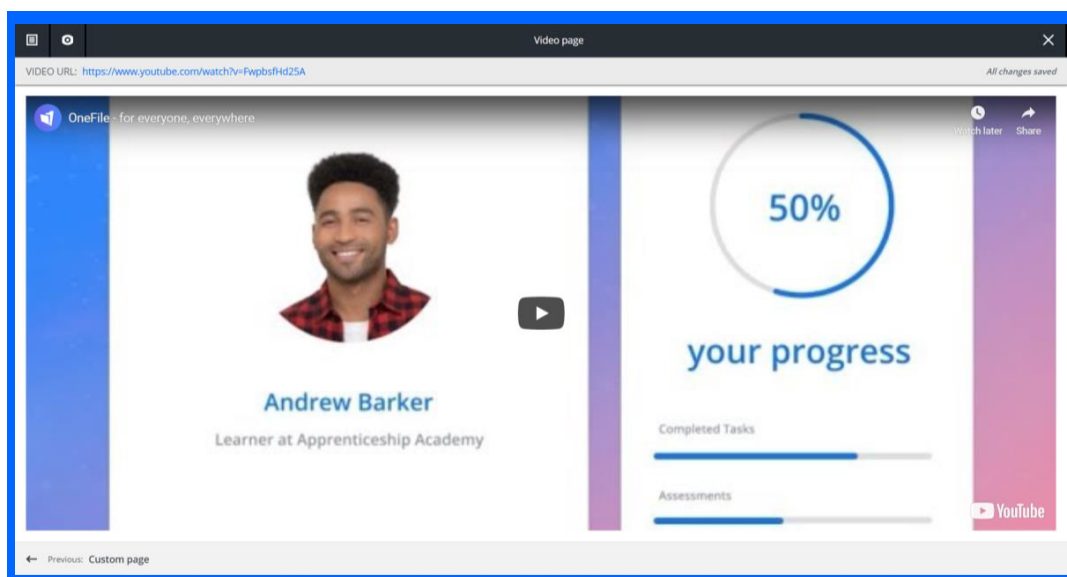 Video page
VIDEO URL: https://www.youtube.com/watch?v=FwpbsfHd25A
All changes saved
OneFile - for everyone, everywhere
Watch later
Share
50%
your progress
Andrew Barker
Learner at Apprenticeship Academy
Completed Tasks
Assessments
YouTube
Previous: Custom page